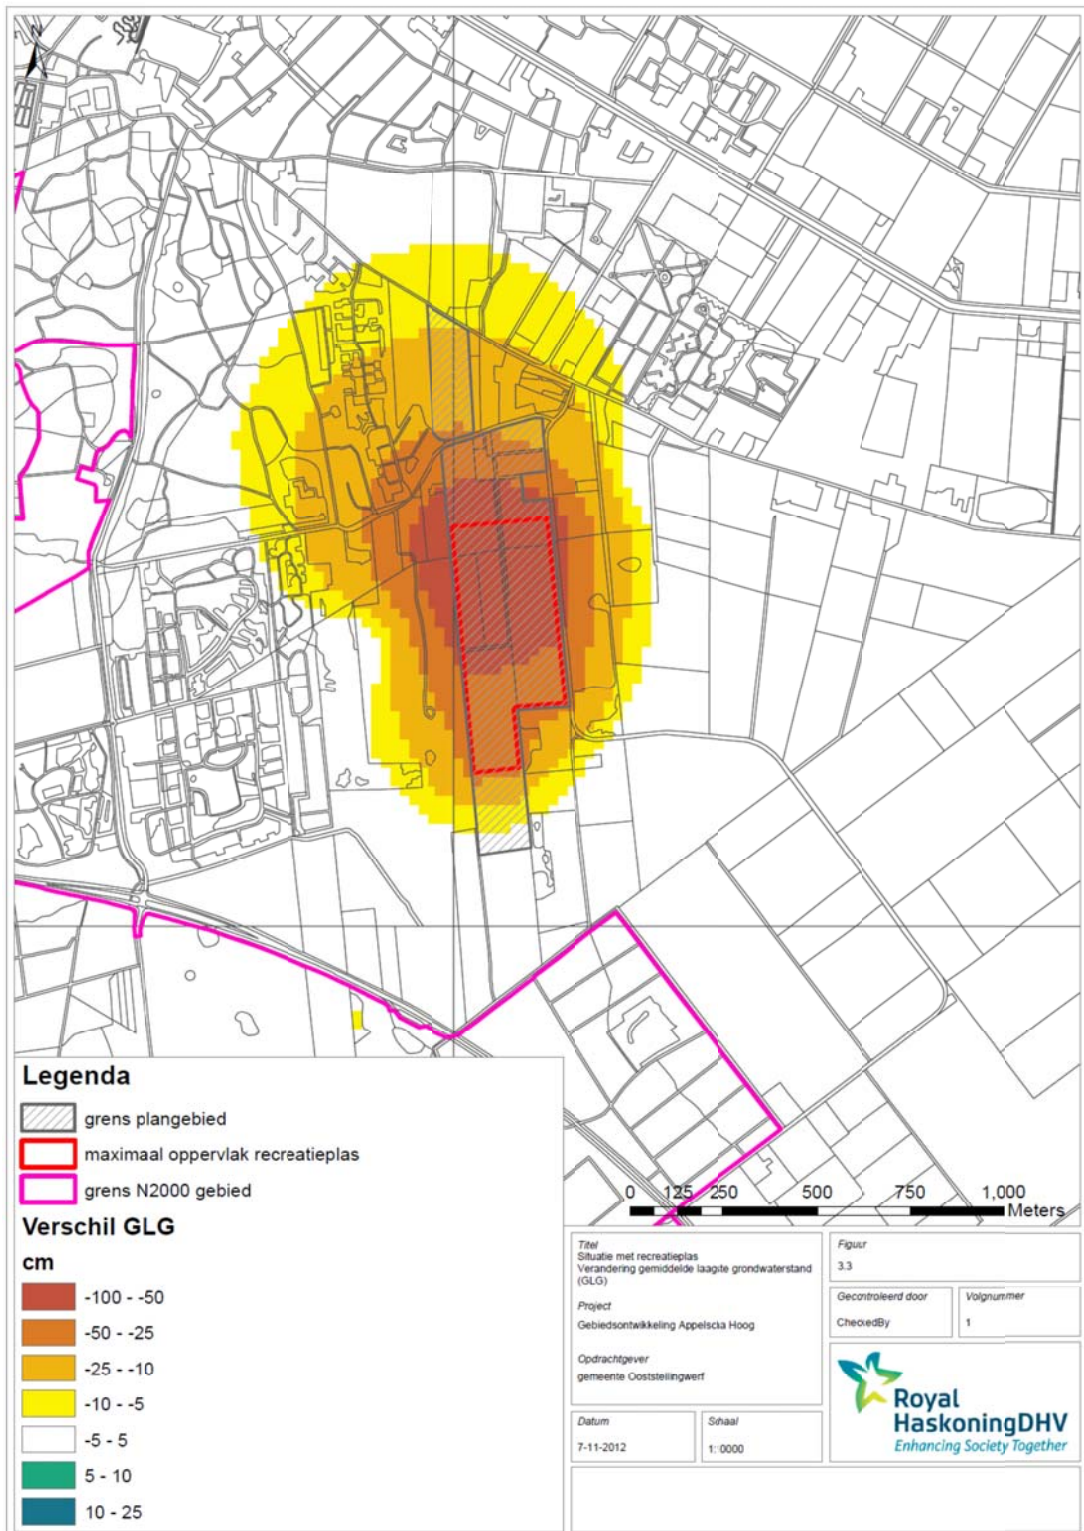 N
Legenda
grens plangebied
maximaal oppervlak recreatieplas
grens N2000 gebied
Verschil GLG
cm
-100 - -50
-50 - -25
-25 - -10
-10 - -5
-5 - 5
5 - 10
10 - 25
0 125 250 500 750 1,000
Meters
Titel
Situatie met recreatieplas
Verandering gemiddelde laagste grondwaterstand
(GLG)
Project
Gebiedsontwikkeling Appelscha Hoog
Opdrachtgever
gemeente Ooststellingwerf
Datum
7-11-2012
Schaal
1: 0000
Figuur
3.3
Gecontroleerd door
CheckedBy
Volgnummer
1
Royal
HaskoningDHV
Enhancing Society Together